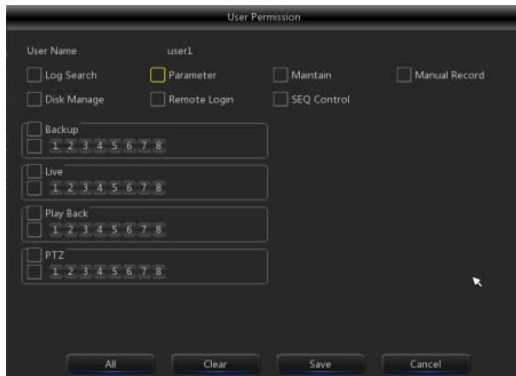 User Permission
User Name user1
Log Search Parameter Maintain Manual Record
Disk Manage Remote Login SEQ Control
Backup
1 2 3 4 5 6 7 8
Live
1 2 3 4 5 6 7 8
Play Back
1 2 3 4 5 6 7 8
PTZ
1 2 3 4 5 6 7 8
All Clear Save Cancel